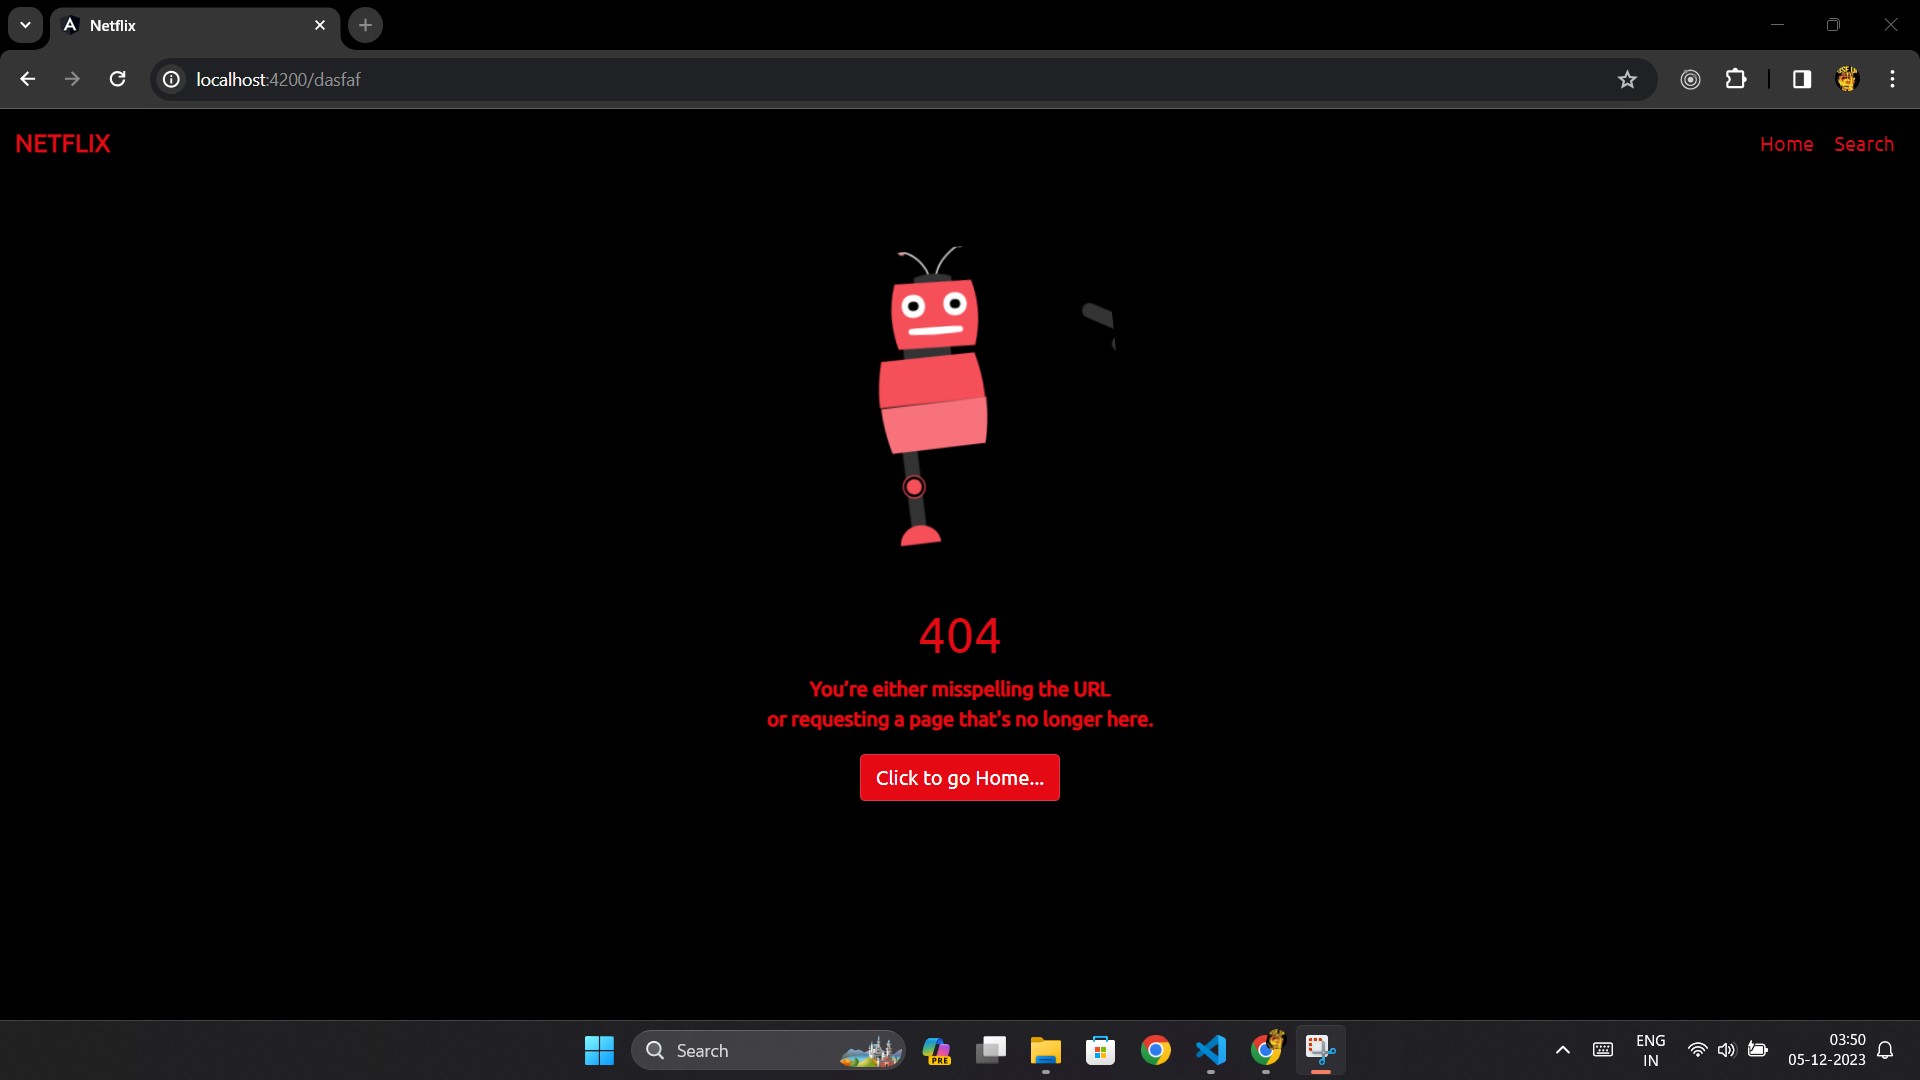 Netflix
localhost:4200/dasfaf
NETFLIX
Home Search
404
You’re either misspelling the URL
or requesting a page that's no longer here.
Click to go Home...
Search
PRE
ENG
IN
03:50
05-12-2023